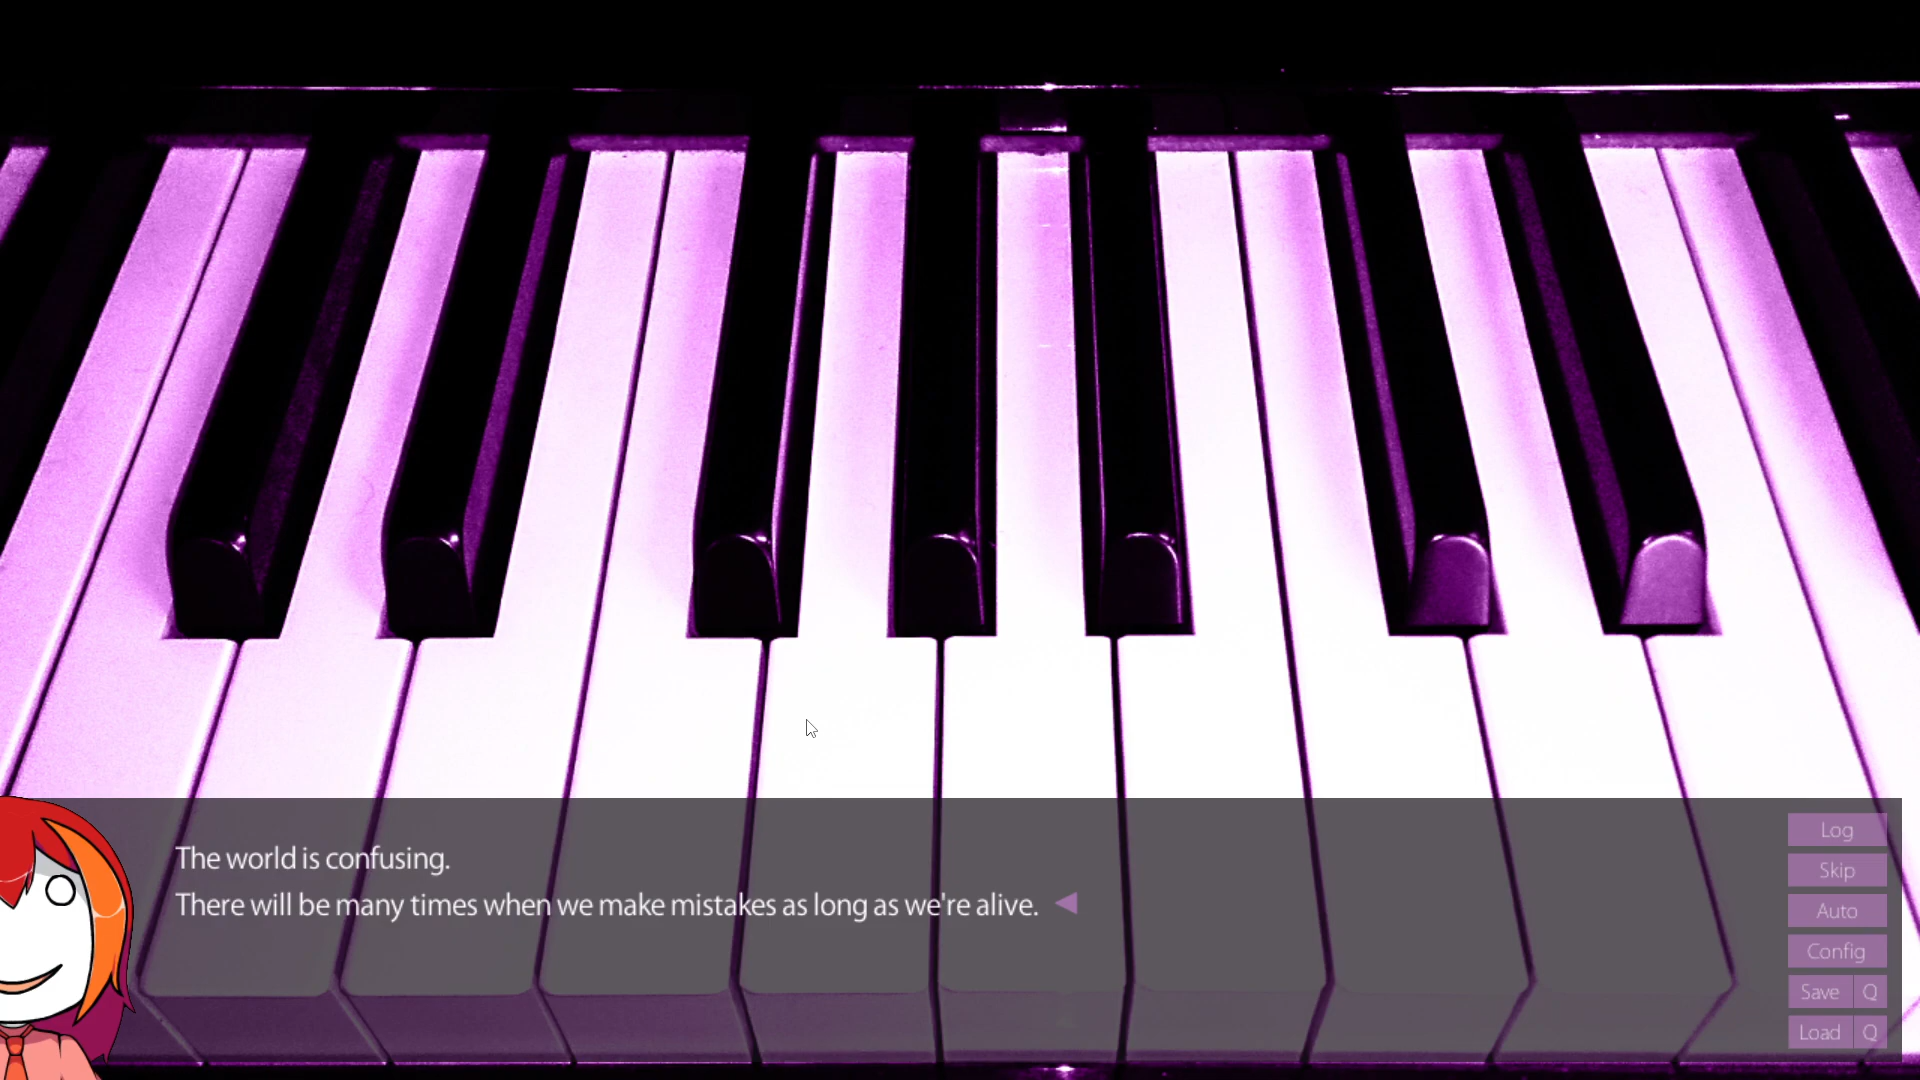 The world is confusing.
There will be many times when we make mistakes as long as we're alive.
Log
Skip
Auto
Config
Save Q
Load Q